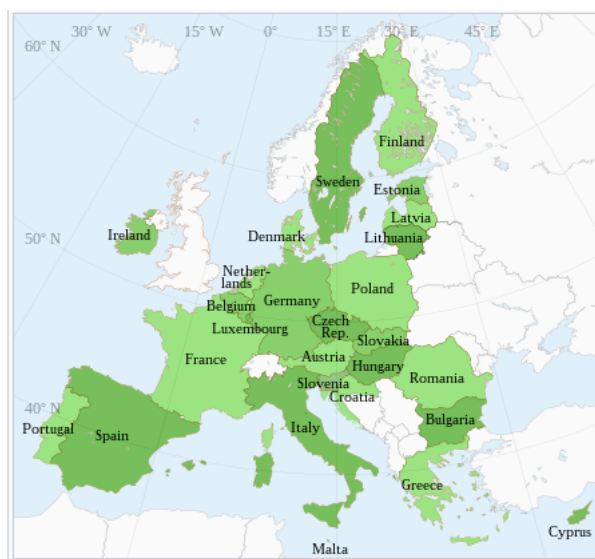 30° W
0°
15° E
30° E
45° E
60° N
Finland
Sweden
Estonia
Latvia
Ireland
Denmark
Lithuania
50° N
Nether-
lands
Poland
Germany
Belgium
Czech
Rep.
Luxembourg
Slovakia
France
Austria
Hungary
Romania
Slovenia
Croatia
40° N
Portugal
Spain
Italy
Bulgaria
Greece
Cyprus
Malta